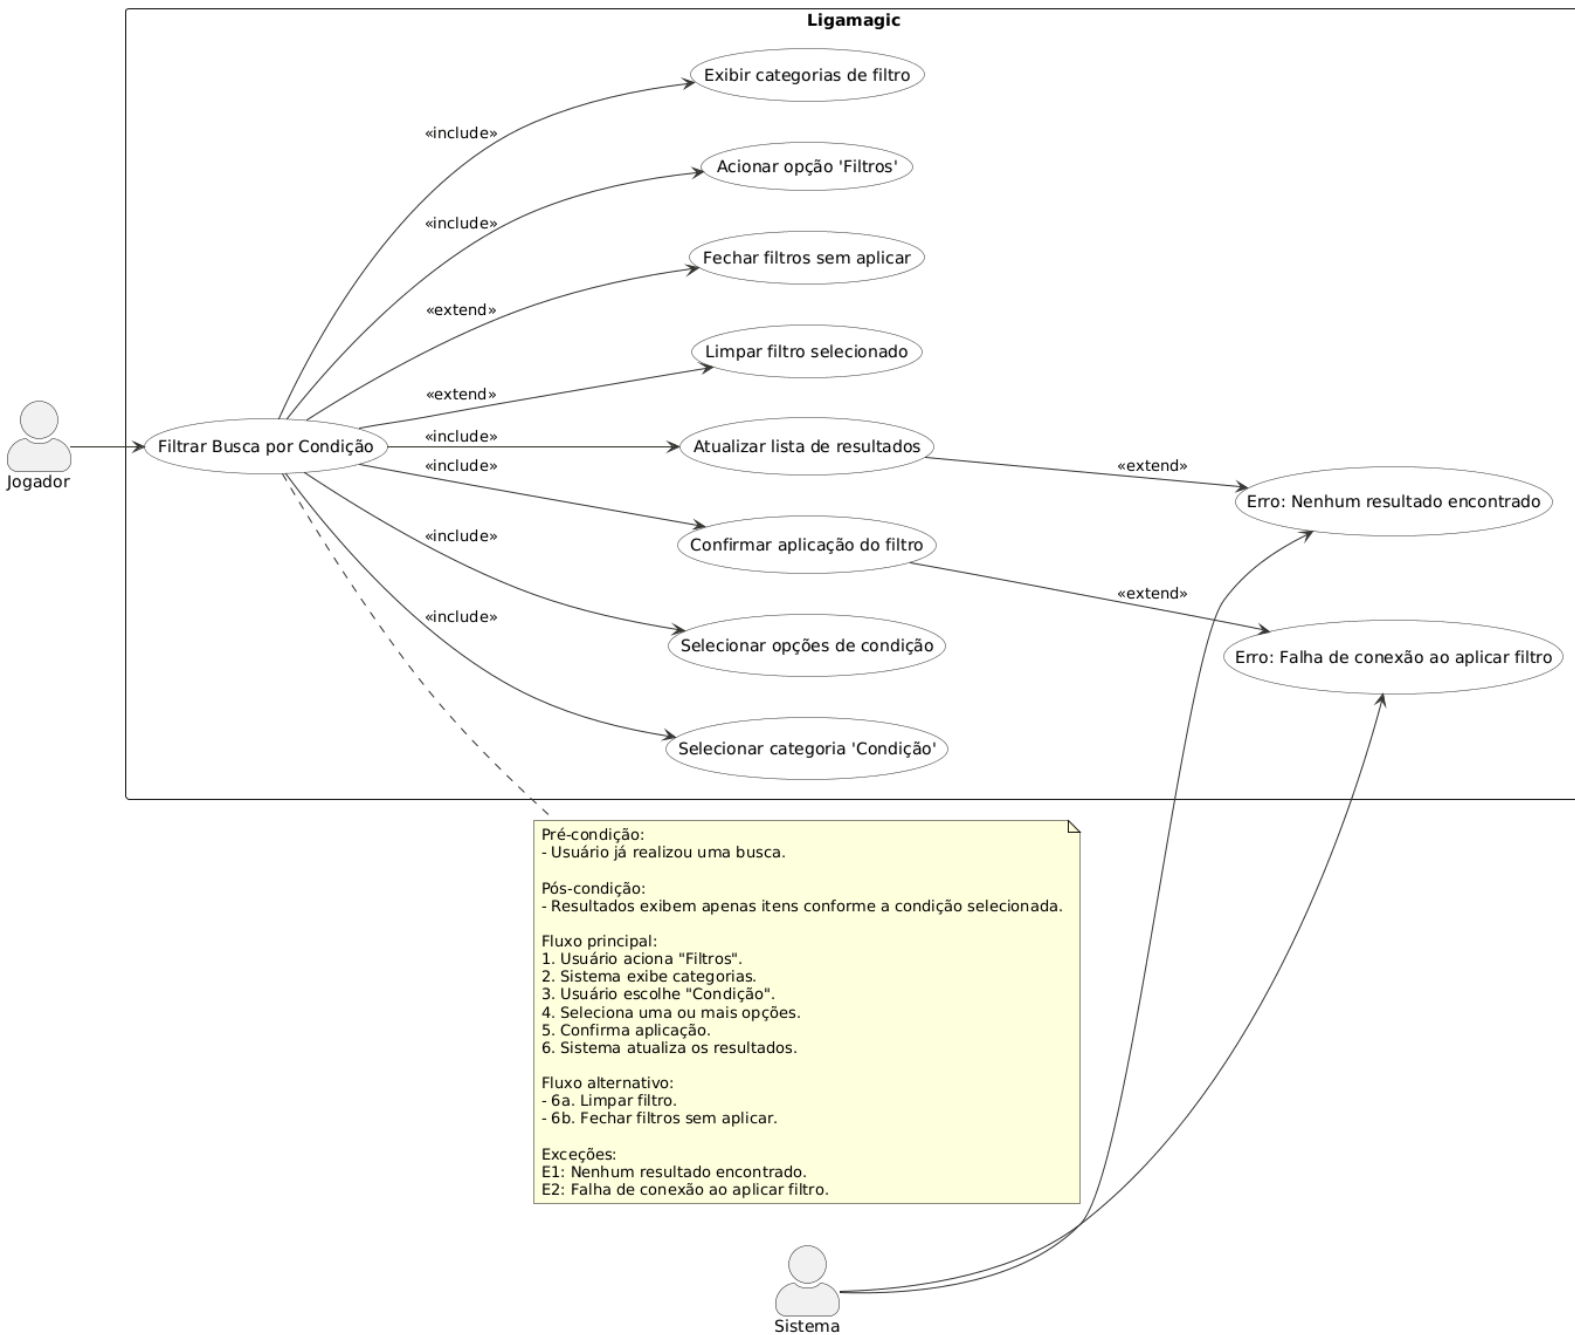 Ligamagic
Exibir categorias de filtro
«include»
Acionar opção 'Filtros'
«include»
Fechar filtros sem aplicar
«extend»
Limpar filtro selecionado
«extend»
Jogador
Filtrar Busca por Condição
«include»
Atualizar lista de resultados
«include»
«extend»
Erro: Nenhum resultado encontrado
Confirmar aplicação do filtro
«include»
«extend»
Selecionar opções de condição
«include»
Erro: Falha de conexão ao aplicar filtro
Selecionar categoria 'Condição'
Pré-condição:
- Usuário já realizou uma busca.
Pós-condição:
- Resultados exibem apenas itens conforme a condição selecionada.
Fluxo principal:
1. Usuário aciona "Filtros".
2. Sistema exibe categorias.
3. Usuário escolhe "Condição".
4. Seleciona uma ou mais opções.
5. Confirma aplicação.
6. Sistema atualiza os resultados.
Fluxo alternativo:
- 6a. Limpar filtro.
- 6b. Fechar filtros sem aplicar.
Exceções:
E1: Nenhum resultado encontrado.
E2: Falha de conexão ao aplicar filtro.
Sistema